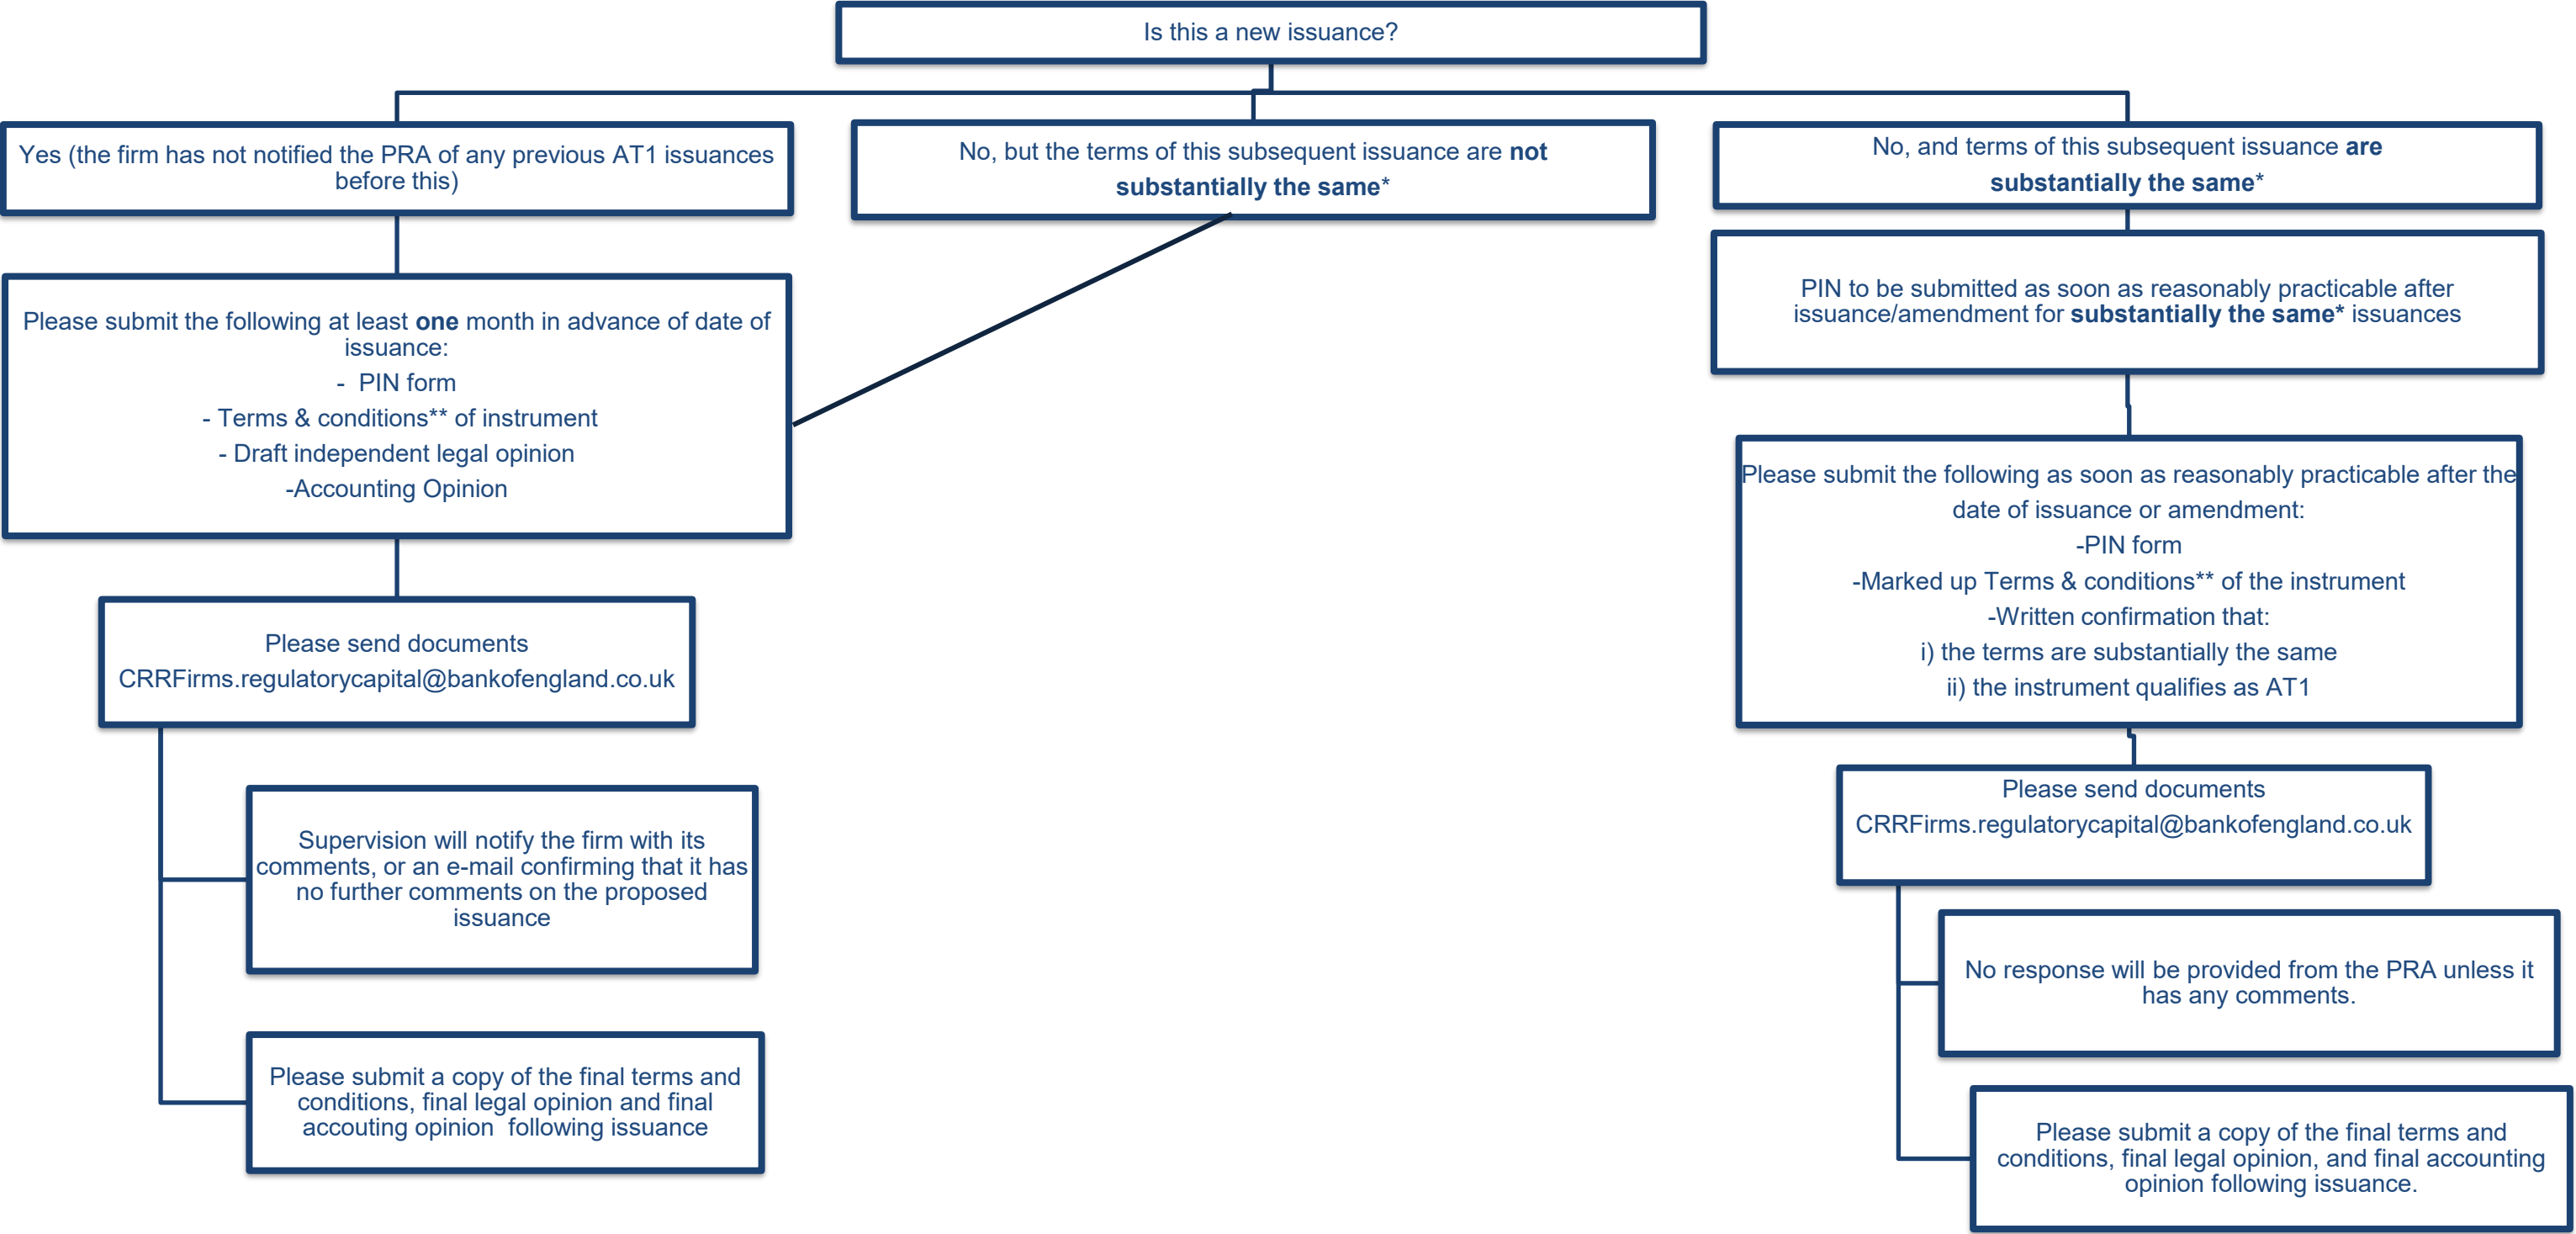 Is this a new issuance?
Yes (the firm has not notified the PRA of any previous AT1 issuances
before this)
No, but the terms of this subsequent issuance are not
substantially the same*
No, and terms of this subsequent issuance are
substantially the same*
Please submit the following at least one month in advance of date of
issuance:
- PIN form
- Terms & conditions** of instrument
- Draft independent legal opinion
-Accounting Opinion
Please send documents
CRRFirms.regulatorycapital@bankofengland.co.uk
Supervision will notify the firm with its
comments, or an e-mail confirming that it has
no further comments on the proposed
issuance
Please submit a copy of the final terms and
conditions, final legal opinion and final
accouting opinion following issuance
PIN to be submitted as soon as reasonably practicable after
issuance/amendment for substantially the same* issuances
Please submit the following as soon as reasonably practicable after the
date of issuance or amendment:
-PIN form
-Marked up Terms & conditions** of the instrument
-Written confirmation that:
i) the terms are substantially the same
ii) the instrument qualifies as AT1
Please send documents
CRRFirms.regulatorycapital@bankofengland.co.uk
No response will be provided from the PRA unless it
has any comments.
Please submit a copy of the final terms and
conditions, final legal opinion, and final accounting
opinion following issuance.